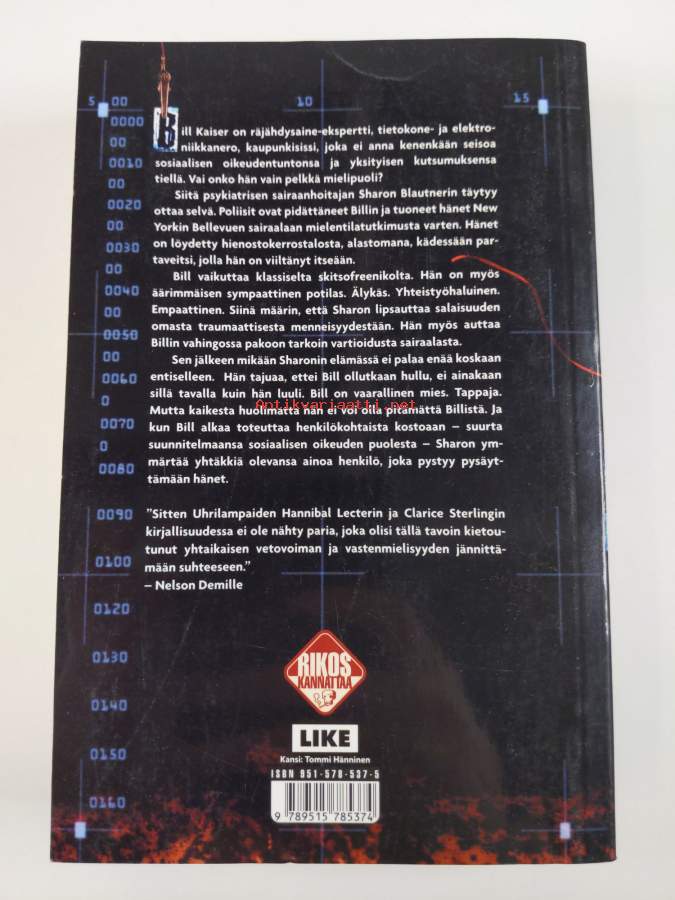 5 00
10
15
0000
00
0010
00
0020
00
0030
00
0040
00
0050
00
0060
0
0070
0
0080
0090
0100
0120
0130
0140
0150
0160
Bill Kaiser on räjähdysaine-ekspertti, tietokone- ja elektro-
niikkanero, kaupunkisissi, joka ei anna kenenkään seisoa
sosiaalisen oikeudentuntonsa ja yksityisen kutsumuksensa
tiellä. Vai onko hän vain pelkkä mielipuoli?
Siitä psykiatrisen sairaanhoitajan Sharon Blautnerin täytyy
ottaa selvä. Poliisit ovat pidättäneet Billin ja tuoneet hänet New
Yorkin Bellevuen sairaalaan mielentilatutkimusta varten. Hänet
on löydetty hienostokerrostalosta, alastomana, kädessään par-
taveitsi, jolla hän on viiltänyt itseään.
Bill vaikuttaa klassiselta skitsofreenikolta. Hän on myös
äärimmäisen sympaattinen potilas. Älykäs. Yhteistyöhaluinen.
Empaattinen. Siinä määrin, että Sharon lipsauttaa salaisuuden
omasta traumaattisesta menneisyydestään. Hän myös auttaa
Billin vahingossa pakoon tarkoin vartioidusta sairaalasta.
Sen jälkeen mikään Sharonin elämässä ei palaa enää koskaan
entiselleen. Hän tajuaa, ettei Bill ollutkaan hullu, ei ainakaan
sillä tavalla kuin hän luuli. Bill on vaarallinen mies. Tappaja.
Antikvariaatti.net
Mutta kaikesta huolimatta hän ei voi olla pitämättä Billistä. Ja
kun Bill alkaa toteuttaa henkilökohtaista kostoaan – suurta
suunnitelmaansa sosiaalisen oikeuden puolesta – Sharon ym-
märtää yhtäkkiä olevansa ainoa henkilö, joka pystyy pysäyt-
tämään hänet.
”Sitten Uhrilampaiden Hannibal Lecterin ja Clarice Sterlingin
kirjallisuudessa ei ole nähty paria, joka olisi tällä tavoin kietou-
tunut yhtaikaisen vetovoiman ja vastenmielisyyden jännittä-
mään suhteeseen.”
– Nelson Demille
RIKOS
KANNATTAA
LIKE
Kansi: Tommi Hänninen
ISBN 951-578-537-5
9 789515 785374